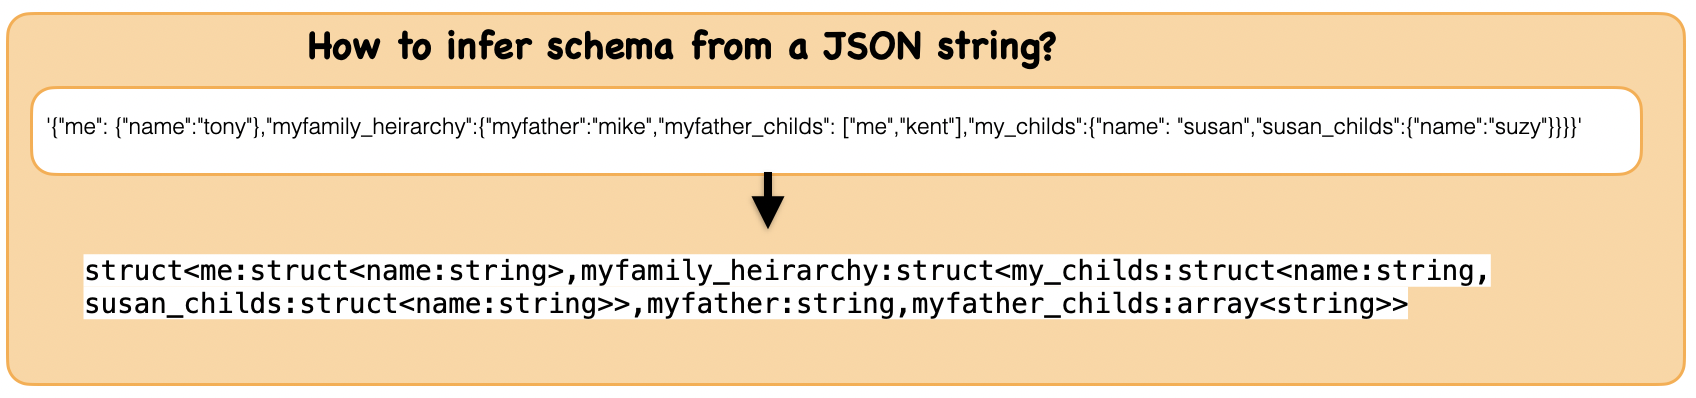 How to infer schema from a JSON string?
'{"me": {"name":"tony"},"myfamily_heirarchy":{"myfather":"mike","myfather_childs": ["me","kent"],"my_childs":{"name": "susan","susan_childs":{"name":"suzy"}}}}'
struct<me:struct<name:string>,myfamily_heirarchy:struct<my_childs:struct<name:string,
susan_childs:struct<name:string>>,myfather:string,myfather_childs:array<string>>